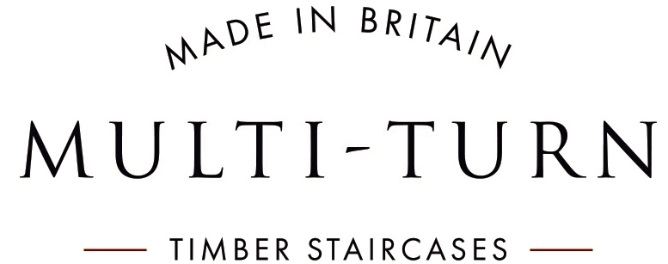 MADE IN BRITAIN
MULTI-TURN
TIMBER STAIRCASES